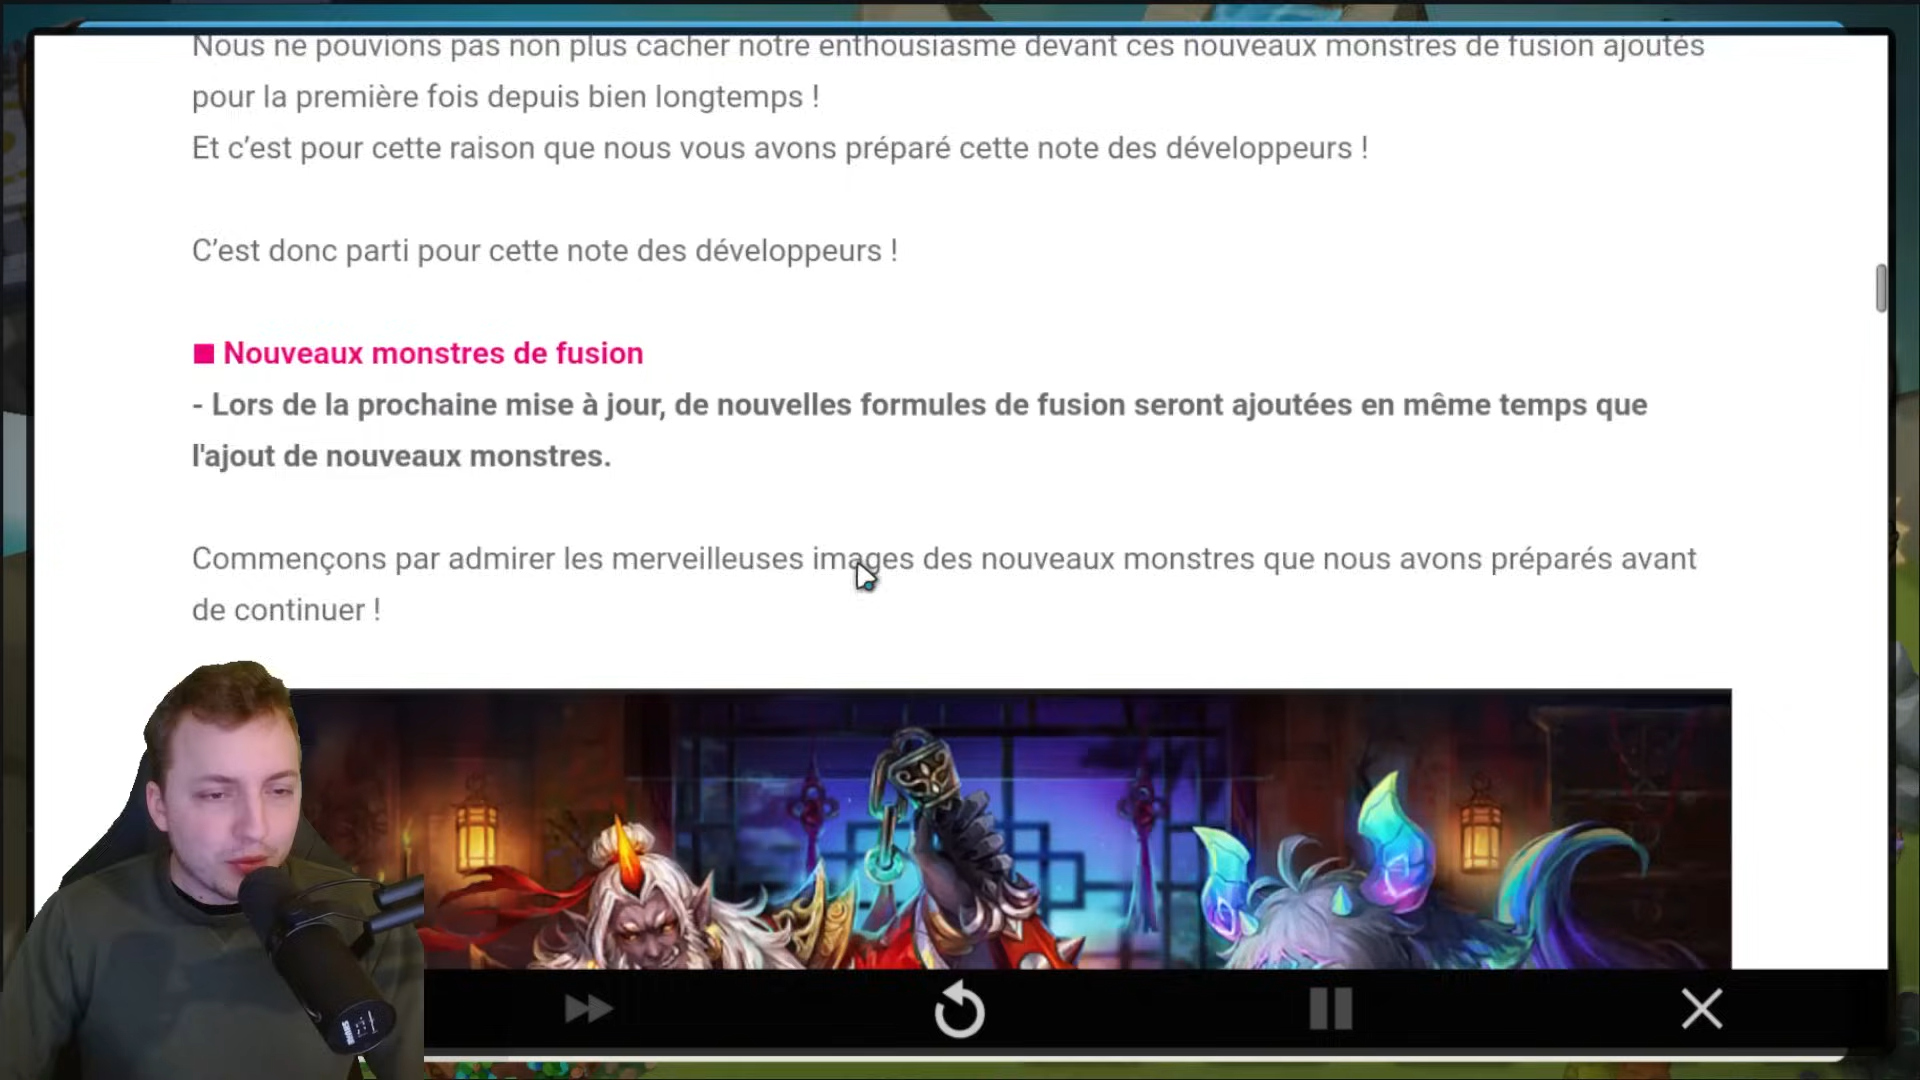 Nous ne pouvions pas non plus cacher notre enthousiasme devant ces nouveaux monstres de fusion ajoutés
pour la première fois depuis bien longtemps !
Et c’est pour cette raison que nous vous avons préparé cette note des développeurs !
C’est donc parti pour cette note des développeurs !
■ Nouveaux monstres de fusion
- Lors de la prochaine mise à jour, de nouvelles formules de fusion seront ajoutées en même temps que
l'ajout de nouveaux monstres.
Commençons par admirer les merveilleuses images des nouveaux monstres que nous avons préparés avant
de continuer !